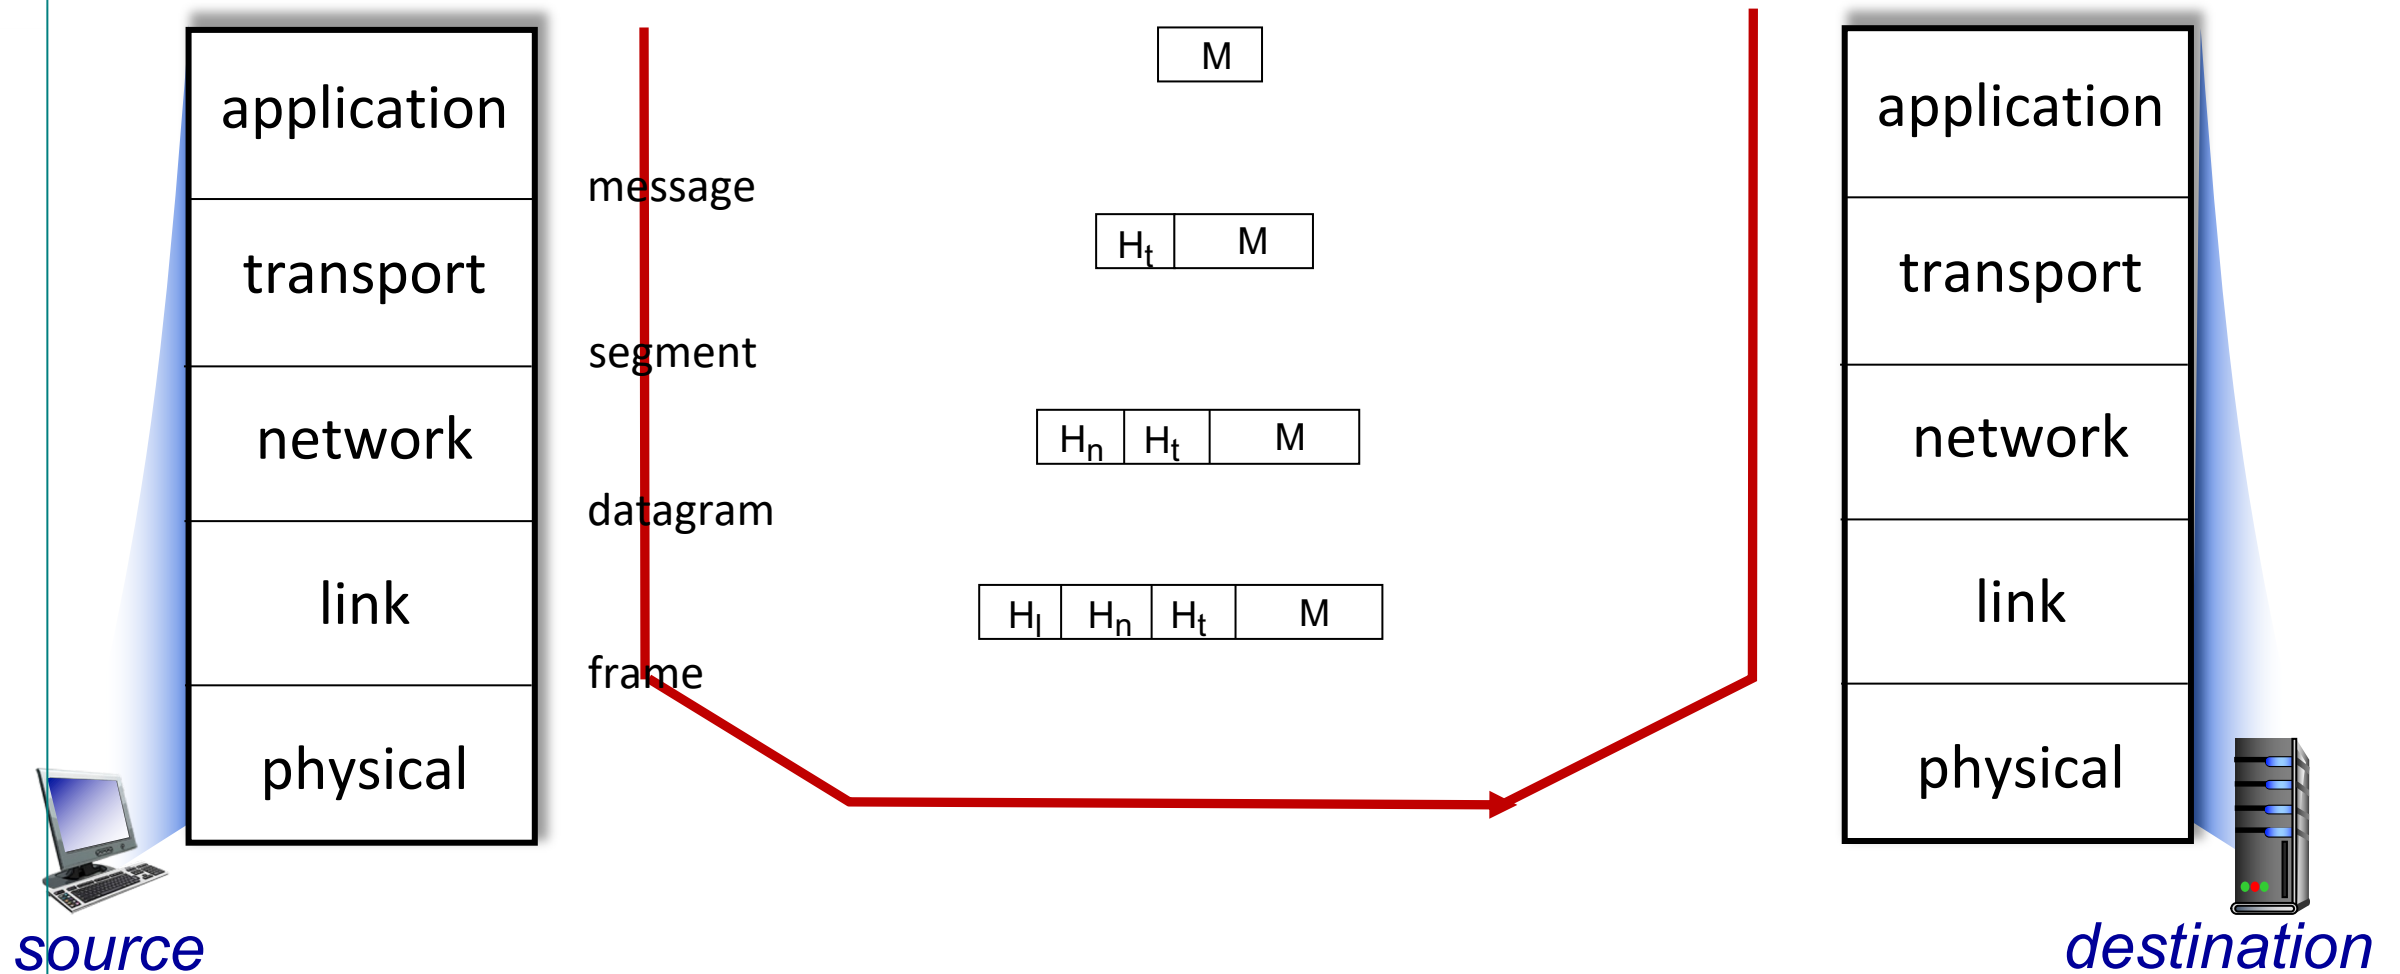 application
transport
network
link
physical
source
message
segment
datagram
frame
M
Ht M
Hn Ht M
Hl Hn Ht M
application
transport
network
link
physical
destination